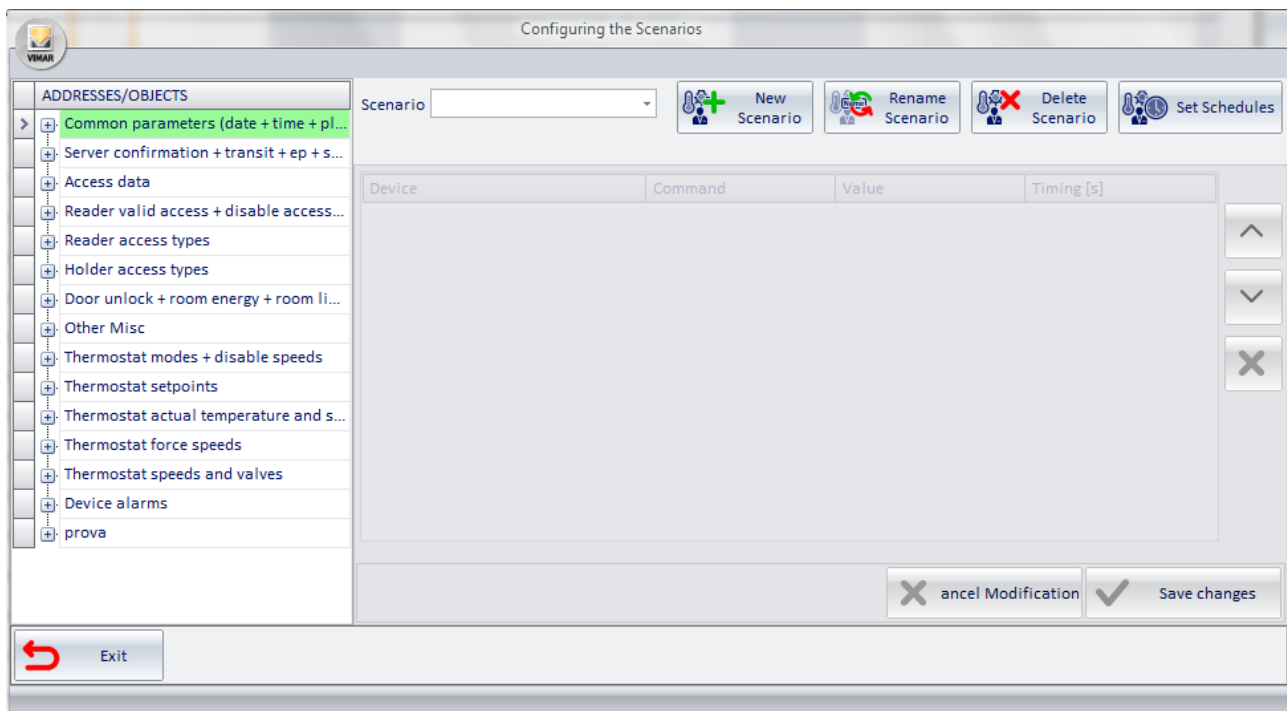 Configuring the Scenarios
VIMAR
ADDRESSES/OBJECTS
Common parameters (date + time + pl...
Server confirmation + transit + ep + s...
Access data
Reader valid access + disable access...
Reader access types
Holder access types
Door unlock + room energy + room li...
Other Misc
Thermostat modes + disable speeds
Thermostat setpoints
Thermostat actual temperature and s...
Thermostat force speeds
Thermostat speeds and valves
Device alarms
prova
Scenario
New
Scenario
Name
Rename
Scenario
Delete
Scenario
Set Schedules
Device Command Value Timing [s]
ancel Modification
Save changes
Exit